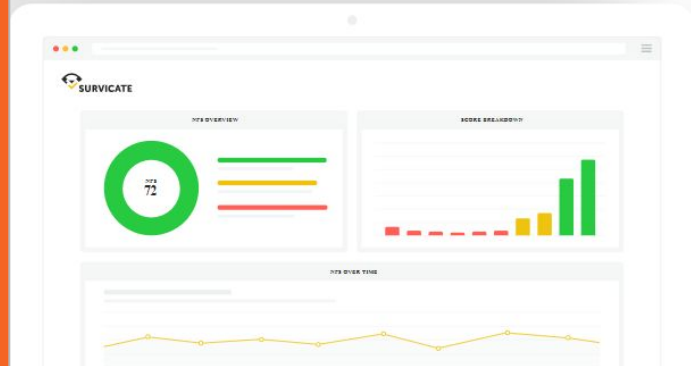 SURVICATE
NPS OVERVIEW
SCORE BREAKDOWN
NPS
72
NPS OVER TIME